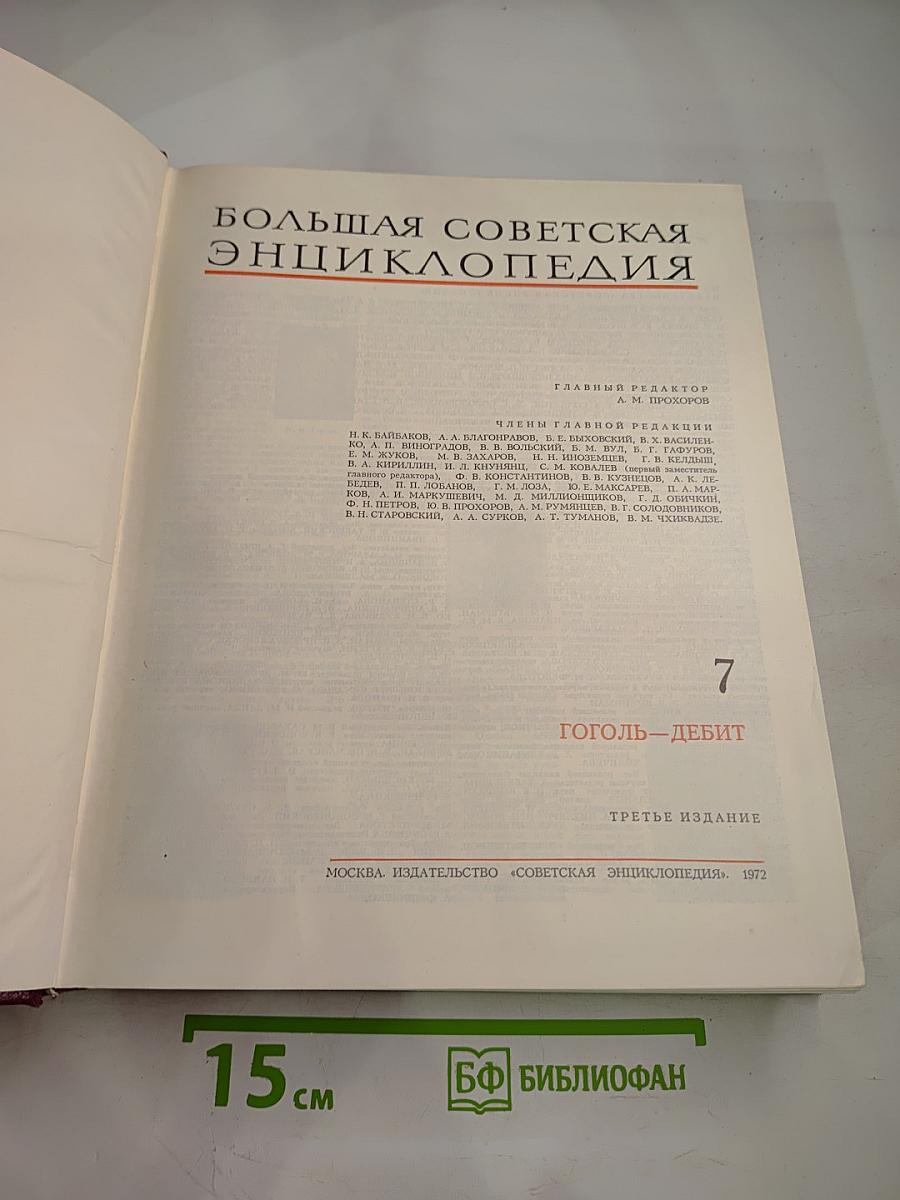 БОЛЬШАЯ СОВЕТСКАЯ
ЭНЦИКЛОПЕДИЯ
ГЛАВНЫЙ РЕДАКТОР
А. М. ПРОХОРОВ
ЧЛЕНЫ ГЛАВНОЙ РЕДАКЦИИ
Н. К. БАЙБАКОВ, А. А. БЛАГОНРАВОВ, Б. Е. БЫХОВСКИЙ, В. Х. ВАСИЛЕН-
КО, А. П. ВИНОГРАДОВ, В. В. ВОЛЬСКИЙ, Б. М. ВУЛ, Б. Г. ГАФУРОВ,
Е. М. ЖУКОВ, М. В. ЗАХАРОВ, Н. Н. ИНОЗЕМЦЕВ, Г. В. КЕЛДЫШ,
В. А. КИРИЛЛИН, И. Л. КНУНЯНЦ, С. М. КОВАЛЕВ (первый заместитель
главного редактора), Ф. В. КОНСТАНТИНОВ, В. В. КУЗНЕЦОВ, А. К. ЛЕ-
БЕДЕВ, П. П. ЛОБАНОВ, Г. М. ЛОЗА, Ю. Е. МАКСАРЕВ, П. А. МАР-
КОВ, А. И. МАРКУШЕВИЧ, М. Д. МИЛЛИОНЩИКОВ, Г. Д. ОБИЧКИН,
Ф. Н. ПЕТРОВ, Ю. В. ПРОХОРОВ, А. М. РУМЯНЦЕВ, В. Г. СОЛОДОВНИКОВ,
В. Н. СТАРОВСКИЙ, А. А. СУРКОВ, А. Т. ТУМАНОВ, В. М. ЧХИКВАДЗЕ.
7
ГОГОЛЬ—ДЕБИТ
ТРЕТЬЕ ИЗДАНИЕ
МОСКВА. ИЗДАТЕЛЬСТВО «СОВЕТСКАЯ ЭНЦИКЛОПЕДИЯ». 1972
15 см
БФ БИБЛИОФАН